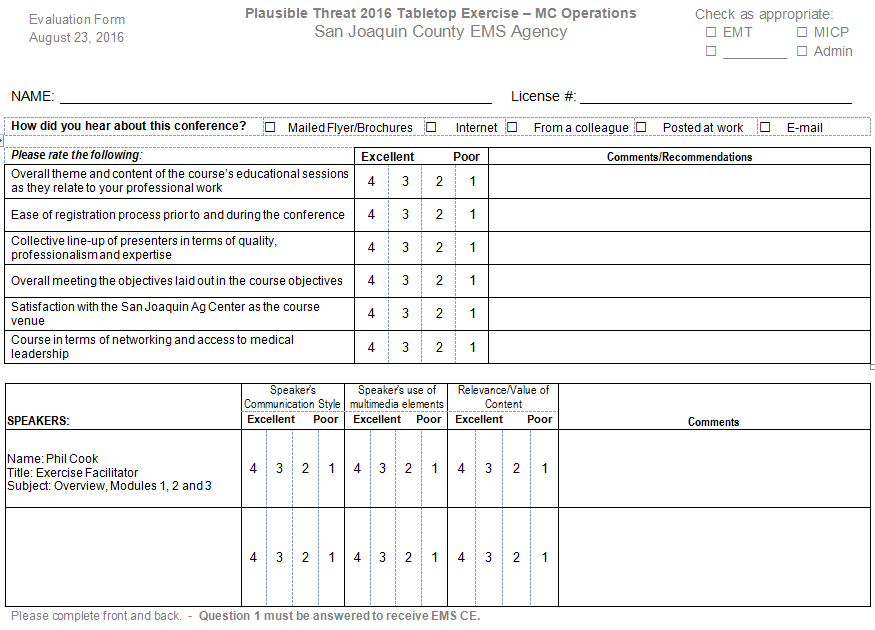 Evaluation Form
August 23, 2016
Plausible Threat 2016 Tabletop Exercise – MC Operations
San Joaquin County EMS Agency
Check as appropriate:
☐ EMT ☐ MICP
☐ ________ ☐ Admin
NAME: ____________________ License #: ____________________
How did you hear about this conference? ☐ Mailed Flyer/Brochures ☐ Internet ☐ From a colleague ☐ Posted at work ☐ E-mail
Please rate the following: Excellent Poor Comments/Recommendations
Overall theme and content of the course's educational sessions
as they relate to your professional work
4 3 2 1
Ease of registration process prior to and during the conference 4 3 2 1
Collective line-up of presenters in terms of quality,
professionalism and expertise
4 3 2 1
Overall meeting the objectives laid out in the course objectives 4 3 2 1
Satisfaction with the San Joaquin Ag Center as the course
venue
4 3 2 1
Course in terms of networking and access to medical
leadership
4 3 2 1
SPEAKERS:
Speaker's
Communication Style
Excellent Poor
Speaker's use of
multimedia elements
Excellent Poor
Relevance/Value of
Content
Excellent Poor
Comments
Name: Phil Cook
Title: Exercise Facilitator
Subject: Overview, Modules 1, 2 and 3
4 3 2 1 4 3 2 1 4 3 2 1
4 3 2 1 4 3 2 1 4 3 2 1
Please complete front and back. - Question 1 must be answered to receive EMS CE.